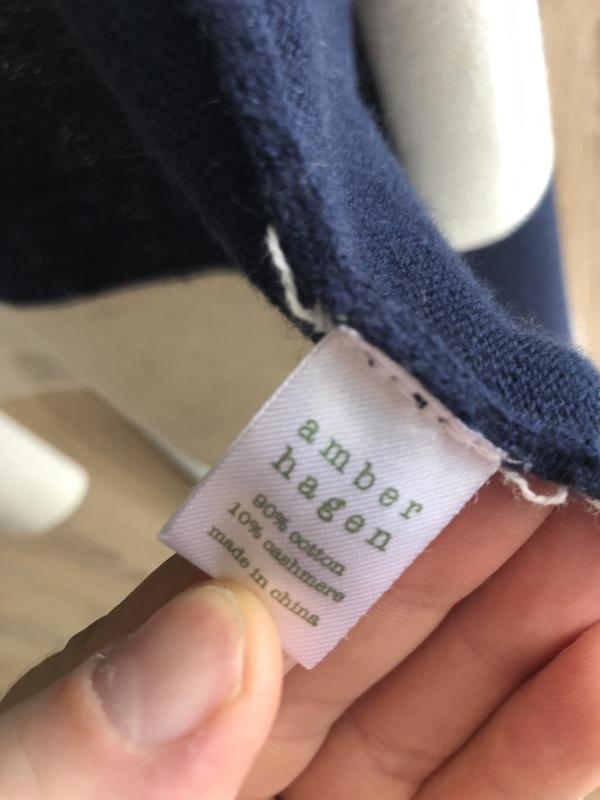 amber
hagen
90% cotton
10% cashmere
made in china